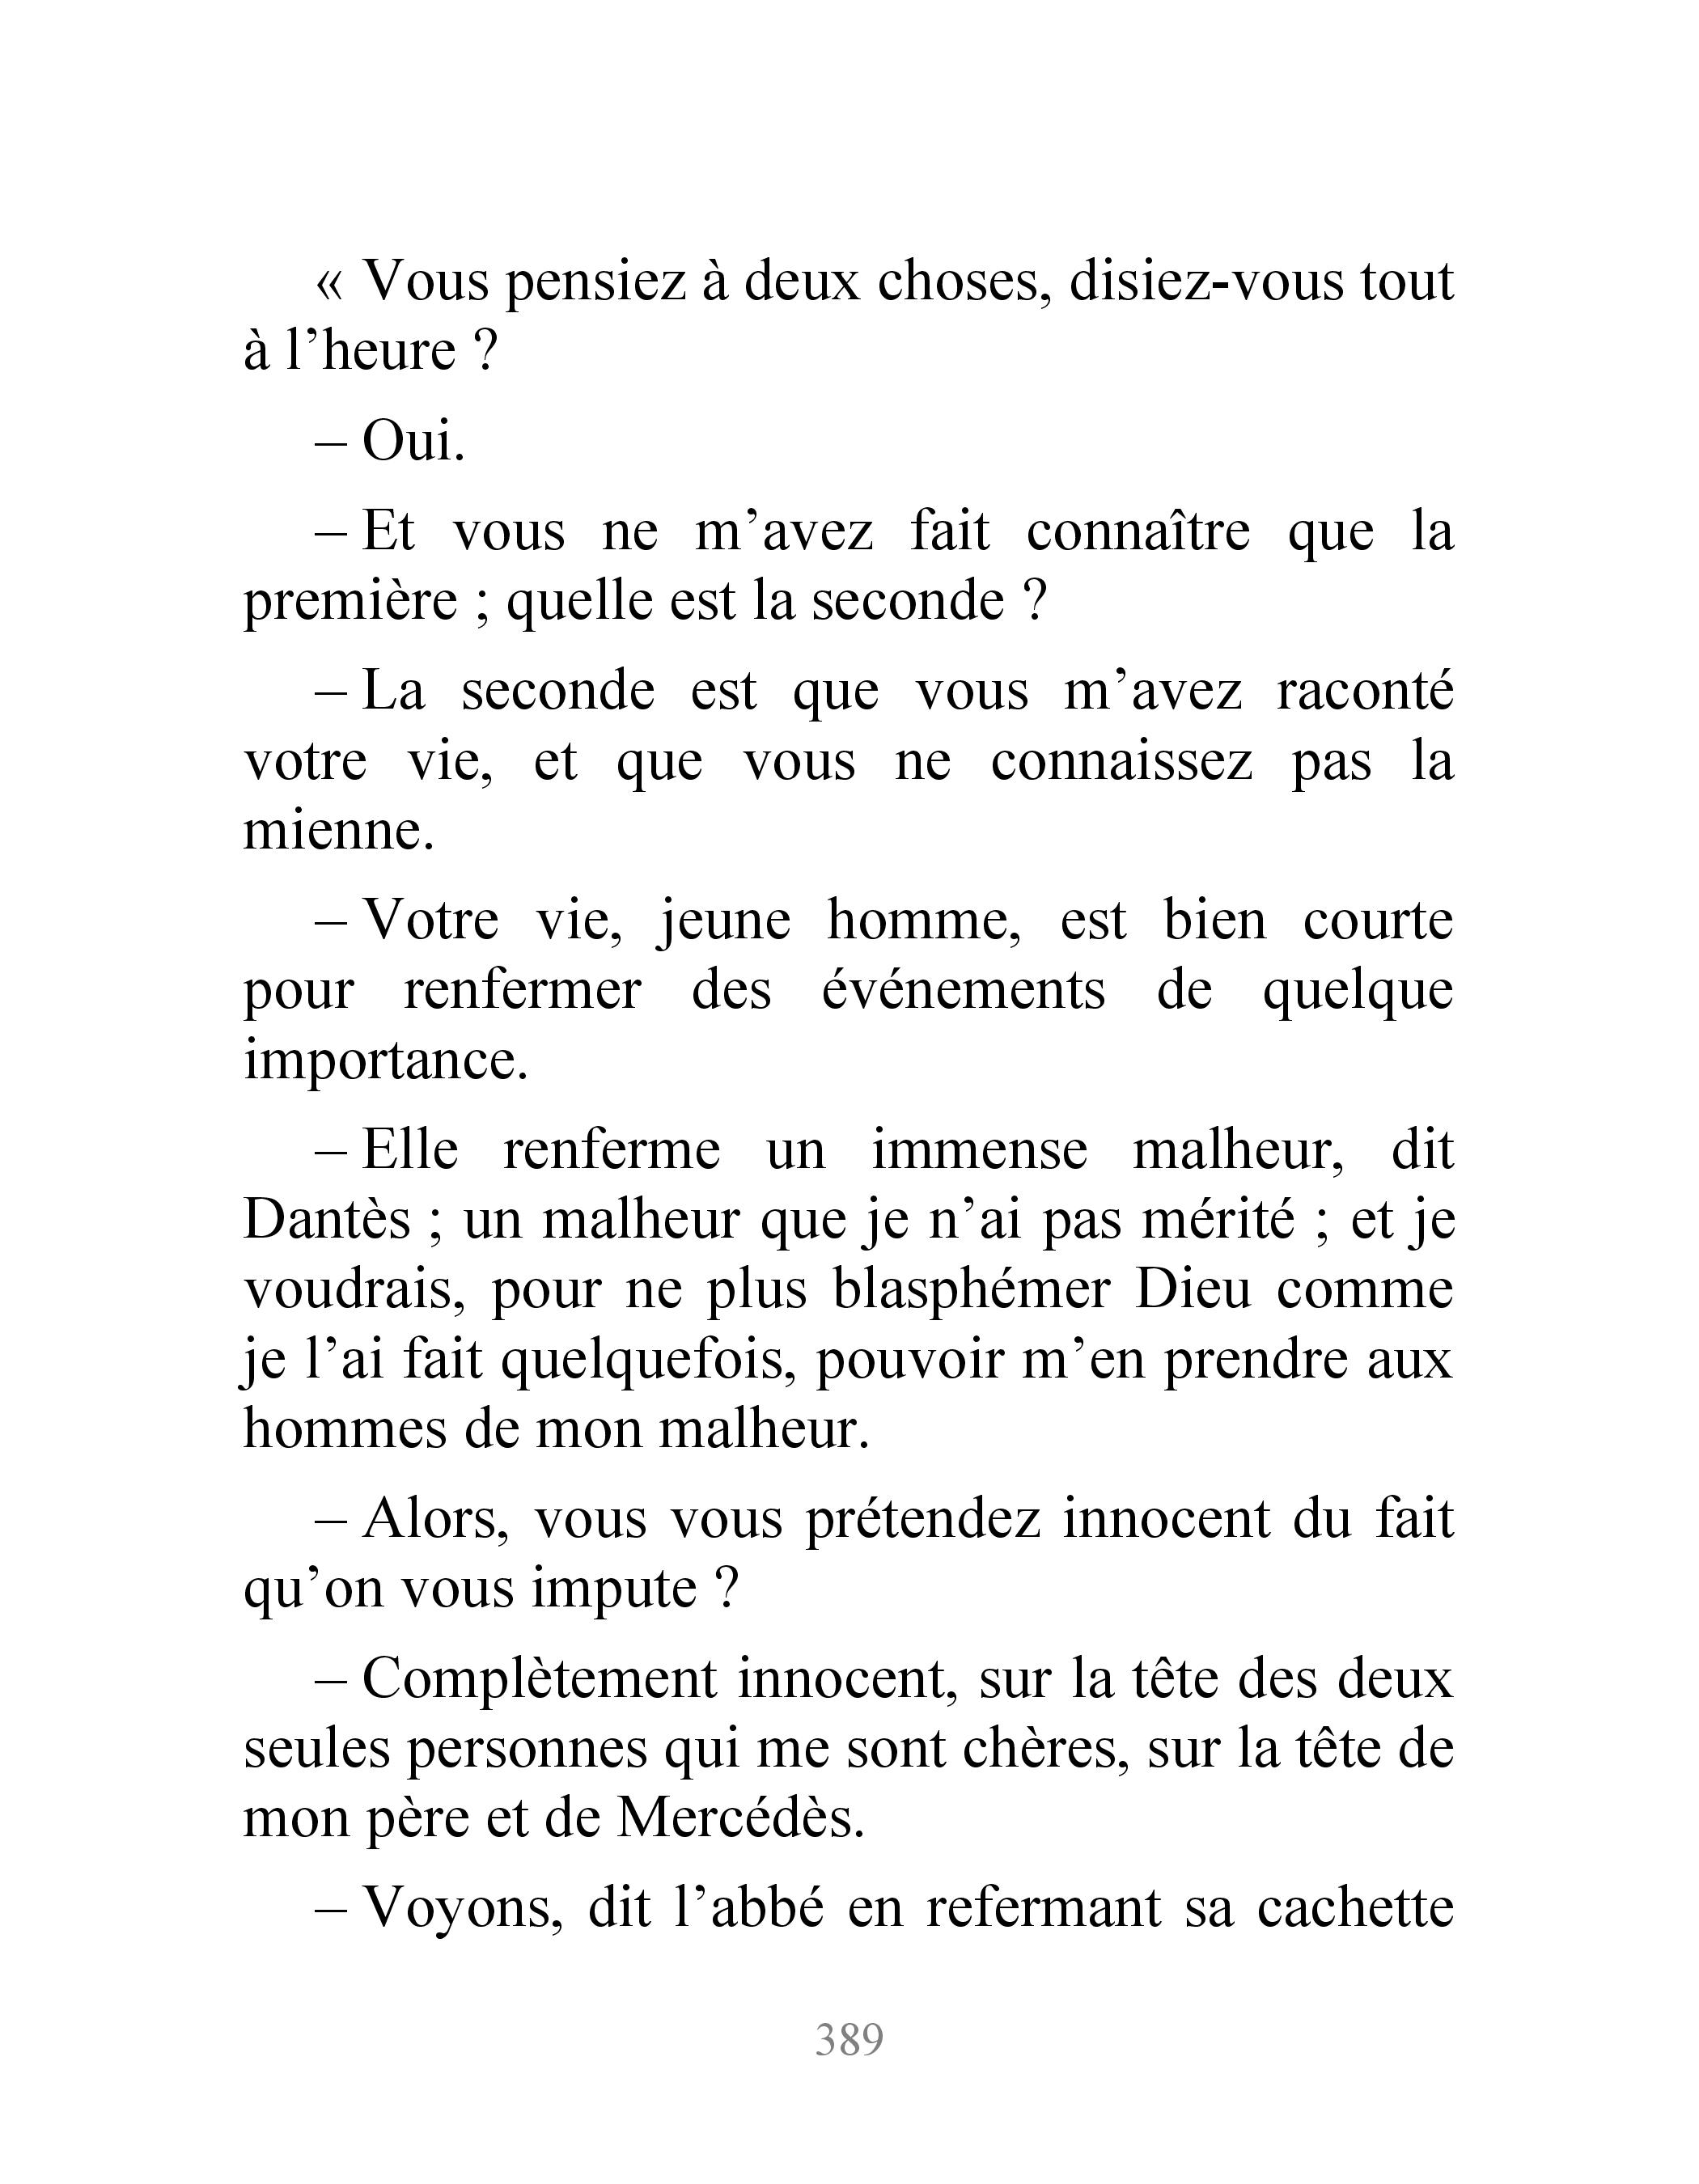 « Vous pensiez à deux choses, disiez-vous tout
à l’heure ?
– Oui.
– Et vous ne m’avez fait connaître que la
première ; quelle est la seconde ?
– La seconde est que vous m’avez raconté
votre vie, et que vous ne connaissez pas la
mienne.
– Votre vie, jeune homme, est bien courte
pour renfermer des événements de quelque
importance.
– Elle renferme un immense malheur, dit
Dantès ; un malheur que je n’ai pas mérité ; et je
voudrais, pour ne plus blasphémer Dieu comme
je l’ai fait quelquefois, pouvoir m’en prendre aux
hommes de mon malheur.
– Alors, vous vous prétendez innocent du fait
qu’on vous impute ?
– Complètement innocent, sur la tête des deux
seules personnes qui me sont chères, sur la tête de
mon père et de Mercédès.
– Voyons, dit l’abbé en refermant sa cachette
389